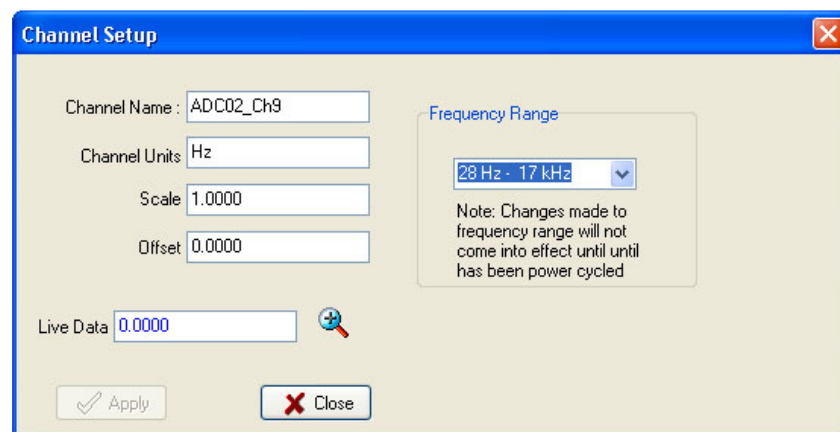 Channel Setup
Channel Name : ADC02_Ch9
Channel Units Hz
Scale 1.0000
Offset 0.0000
Live Data 0.0000
Apply
Close
Frequency Range
28 Hz - 17 kHz
Note: Changes made to
frequency range will not
come into effect until until
has been power cycled